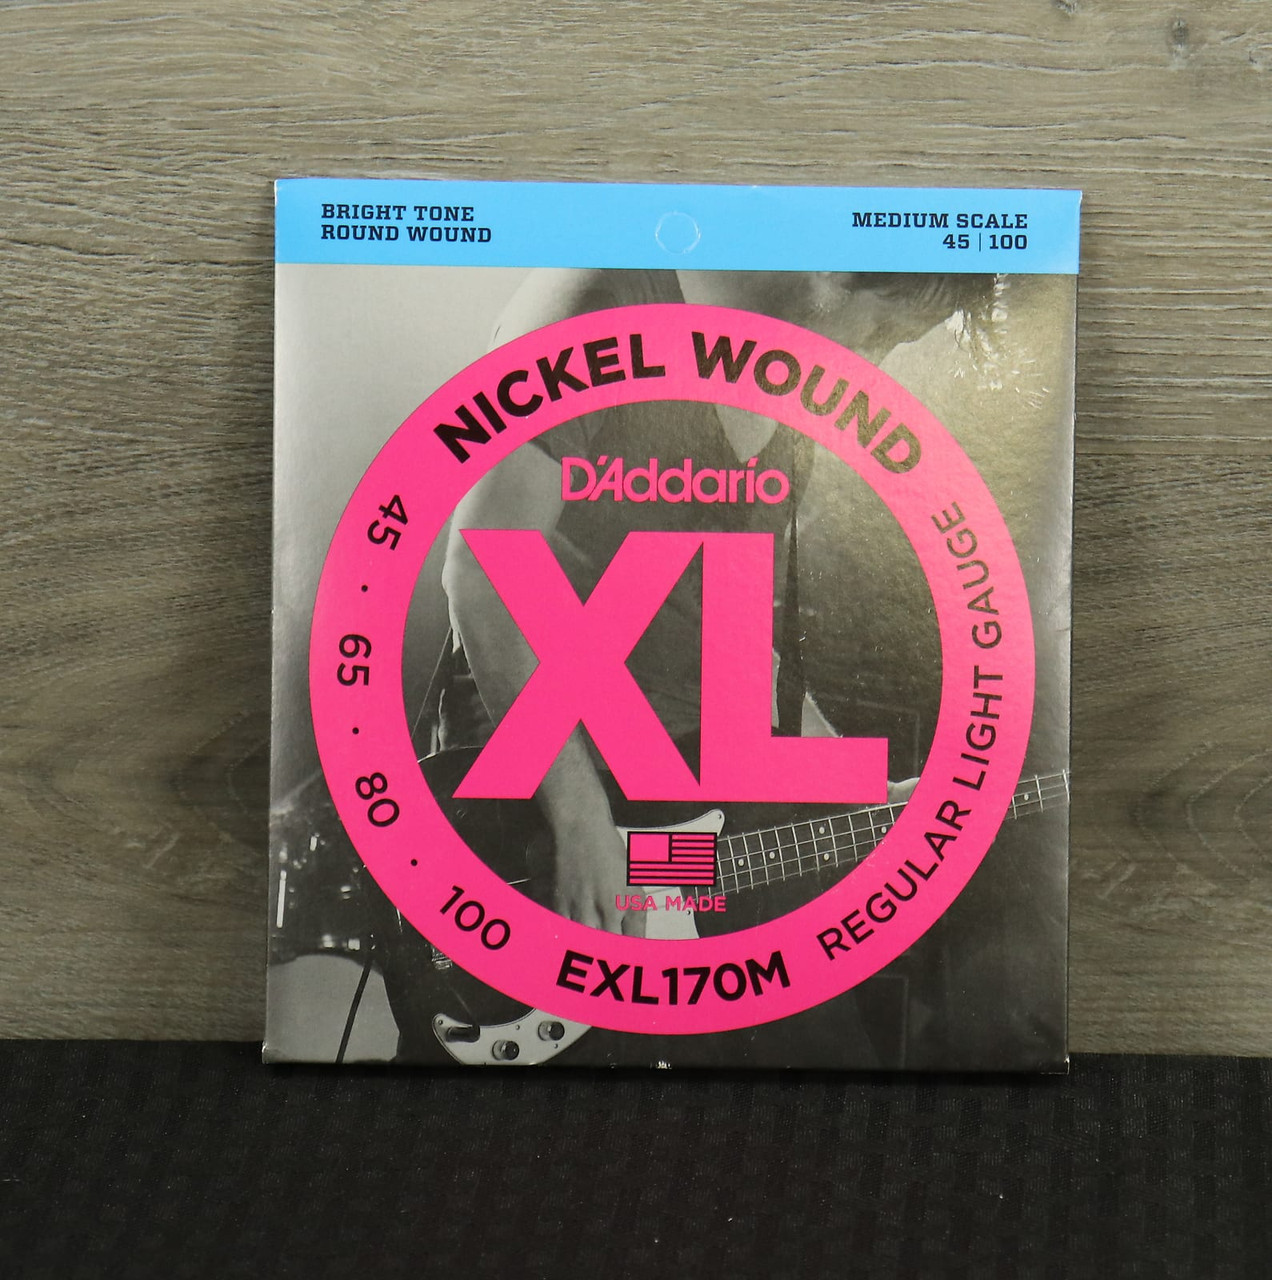 BRIGHT TONE
ROUND WOUND
MEDIUM SCALE
45 | 100
NICKEL WOUND
D'Addario
XL
USA MADE
45 · 65 · 80 · 100
EXL170M
REGULAR LIGHT GAUGE